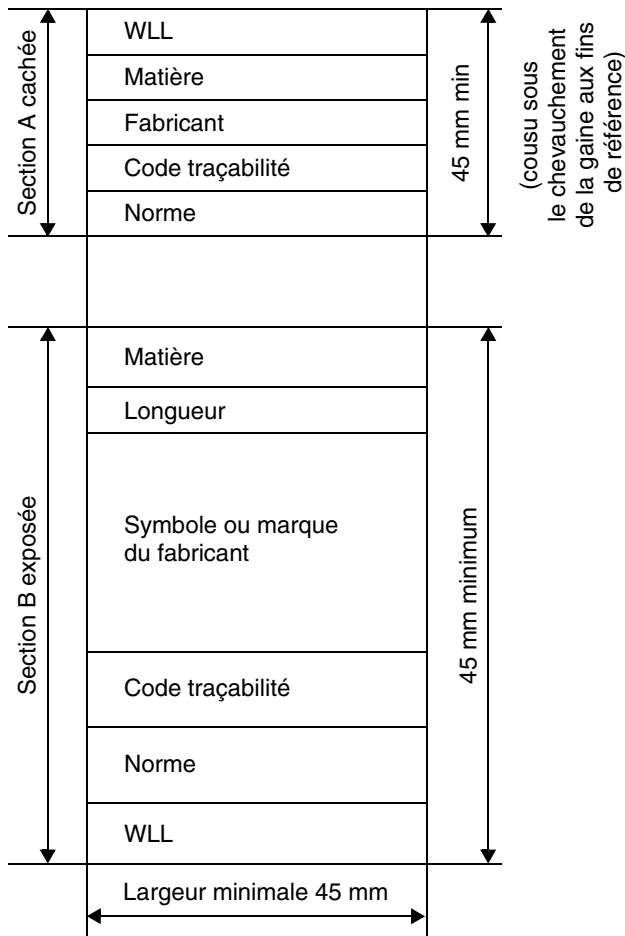 Section A cachée
WLL
Matière
Fabricant
Code traçabilité
Norme
45 mm min
(cousu sous
le chevauchement
de la gaine aux fins
de référence)
Section B exposée
Matière
Longueur
Symbole ou marque
du fabricant
Code traçabilité
Norme
WLL
45 mm minimum
Largeur minimale 45 mm